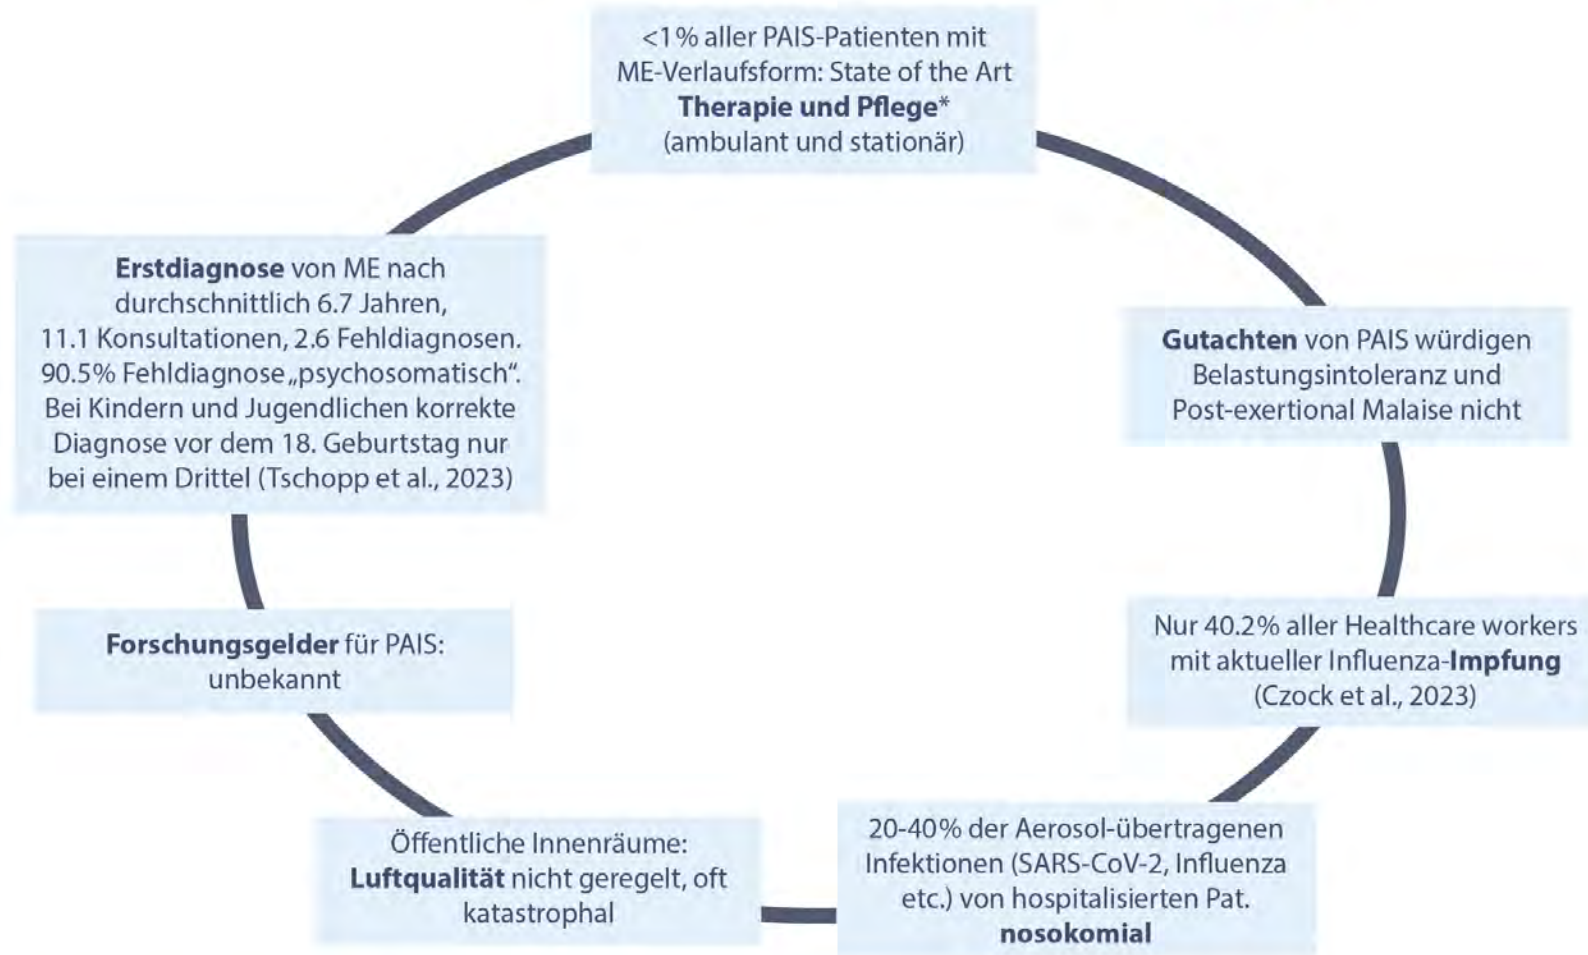 <1% aller PAIS-Patienten mit
ME-Verlaufsform: State of the Art
Therapie und Pflege*
(ambulant und stationär)
Erstdiagnose von ME nach
durchschnittlich 6.7 Jahren,
11.1 Konsultationen, 2.6 Fehldiagnosen.
90.5% Fehldiagnose „psychosomatisch“.
Bei Kindern und Jugendlichen korrekte
Diagnose vor dem 18. Geburtstag nur
bei einem Drittel (Tschopp et al., 2023)
Gutachten von PAIS würdigen
Belastungsintoleranz und
Post-exertional Malaise nicht
Forschungsgelder für PAIS:
unbekannt
Nur 40.2% aller Healthcare workers
mit aktueller Influenza-Impfung
(Czock et al., 2023)
Öffentliche Innenräume:
Luftqualität nicht geregelt, oft
katastrophal
20-40% der Aerosol-übertragenen
Infektionen (SARS-CoV-2, Influenza
etc.) von hospitalisierten Pat.
nosokomial